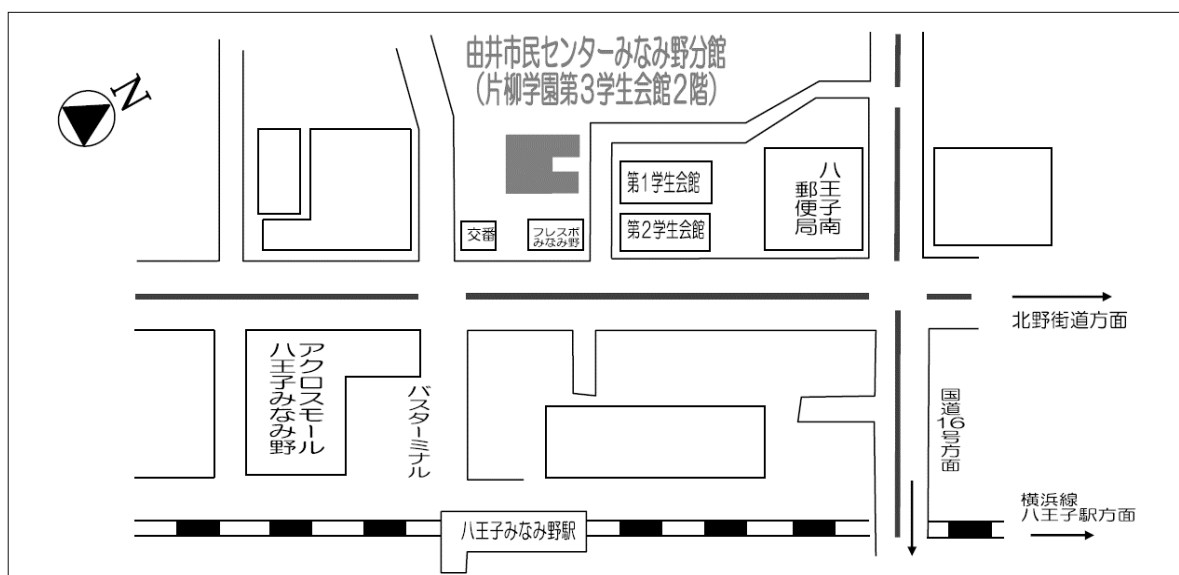 由井市民センターみなみ野分館
(片柳学園第3学生会館2階)
N
第1学生会館
八王子南
郵便局
交番
フレスポ
みなみ野
第2学生会館
北野街道方面
アクロスモール
八王子みなみ野
バスターミナル
国道16号方面
横浜線
八王子駅方面
八王子みなみ野駅